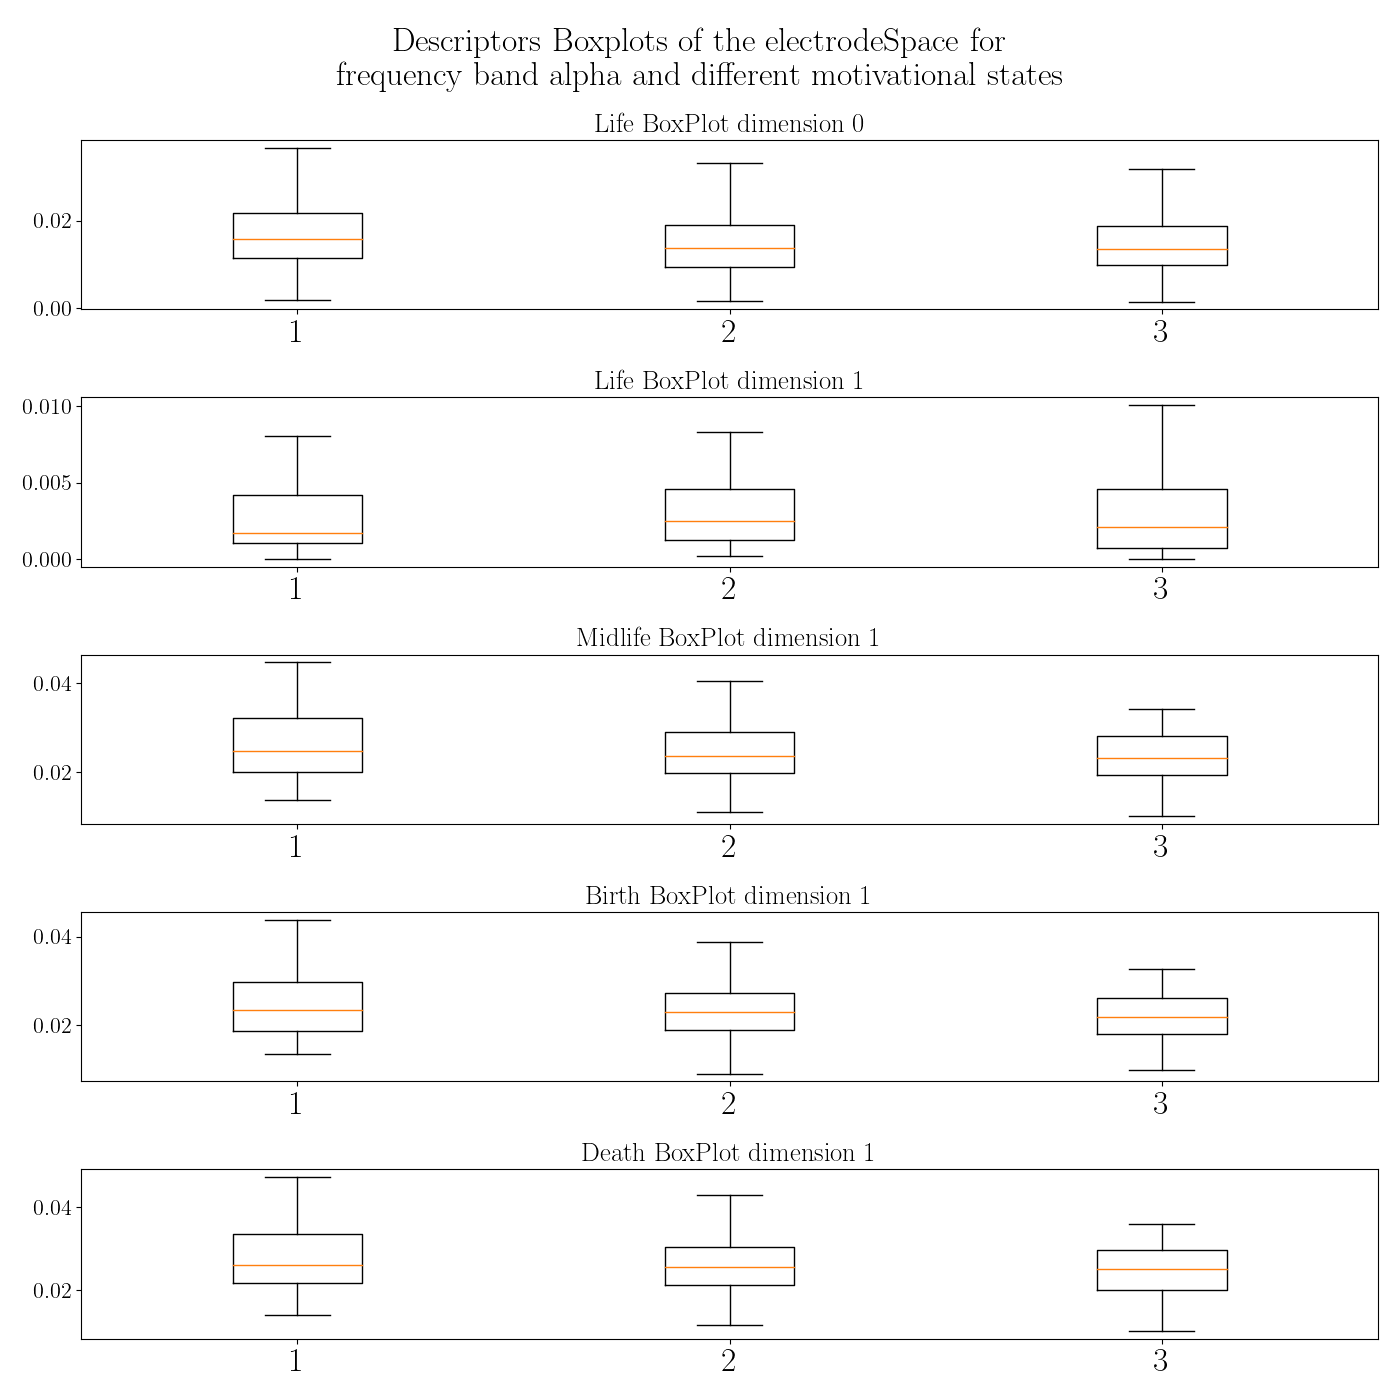 Descriptors Boxplots of the electrodeSpace for
frequency band alpha and different motivational states
Life BoxPlot dimension 0
0.02
0.00
1 2 3
Life BoxPlot dimension 1
0.010
0.005
0.000
1 2 3
Midlife BoxPlot dimension 1
0.04
0.02
1 2 3
Birth BoxPlot dimension 1
0.04
0.02
1 2 3
Death BoxPlot dimension 1
0.04
0.02
1 2 3